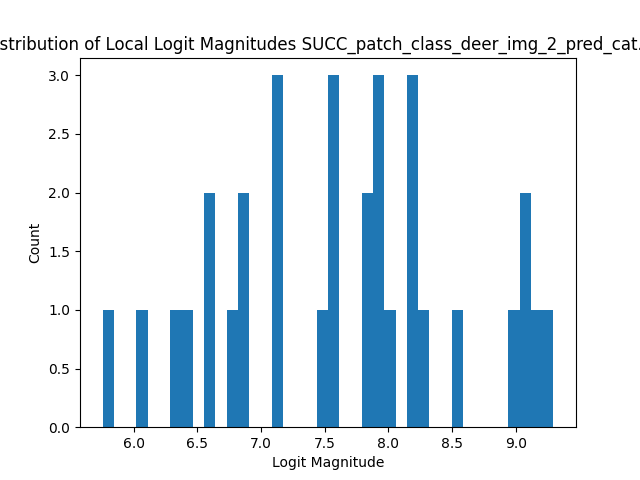 stribution of Local Logit Magnitudes SUCC_patch_class_deer_img_2_pred_cat.
3.0
2.5
2.0
1.5
1.0
0.5
0.0
Count
6.0 6.5 7.0 7.5 8.0 8.5 9.0
Logit Magnitude